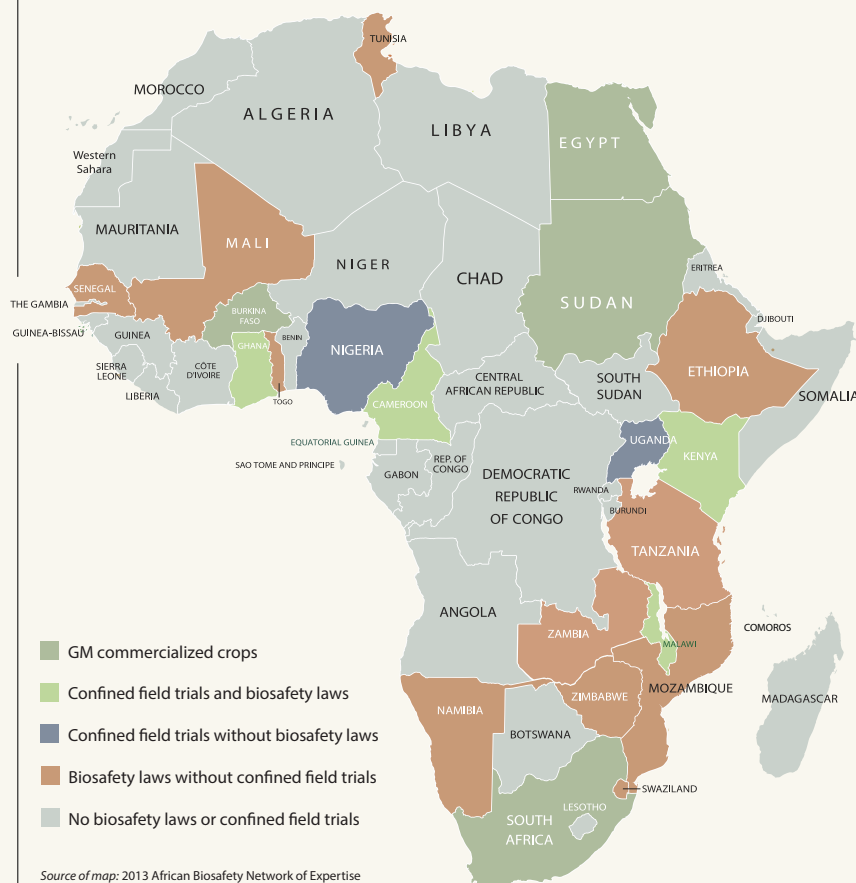 TUNISIA
MOROCCO
ALGERIA
LIBYA
EGYPT
Western
Sahara
MAURITANIA
MALI
NIGER
CHAD
SUDAN
ERITREA
SENEGAL
THE GAMBIA
BURKINA
FASO
DJIBOUTI
GUINEA-BISSAU
GUINEA
GHANA
BENIN
NIGERIA
SIERRA
LEONE
CÔTE
D'IVOIRE
LIBERIA
TOGO
CAMEROON
CENTRAL
AFRICAN REPUBLIC
SOUTH
SUDAN
ETHIOPIA
SOMALIA
EQUATORIAL GUINEA
SAO TOME AND PRINCIPE
GABON
REP. OF
CONGO
DEMOCRATIC
REPUBLIC
OF CONGO
UGANDA
KENYA
RWANDA
BURUNDI
TANZANIA
ANGOLA
ZAMBIA
MALAWI
COMOROS
MOZAMBIQUE
MADAGASCAR
ZIMBABWE
NAMIBIA
BOTSWANA
SWAZILAND
LESOTHO
SOUTH
AFRICA
GM commercialized crops
Confined field trials and biosafety laws
Confined field trials without biosafety laws
Biosafety laws without confined field trials
No biosafety laws or confined field trials
Source of map: 2013 African Biosafety Network of Expertise